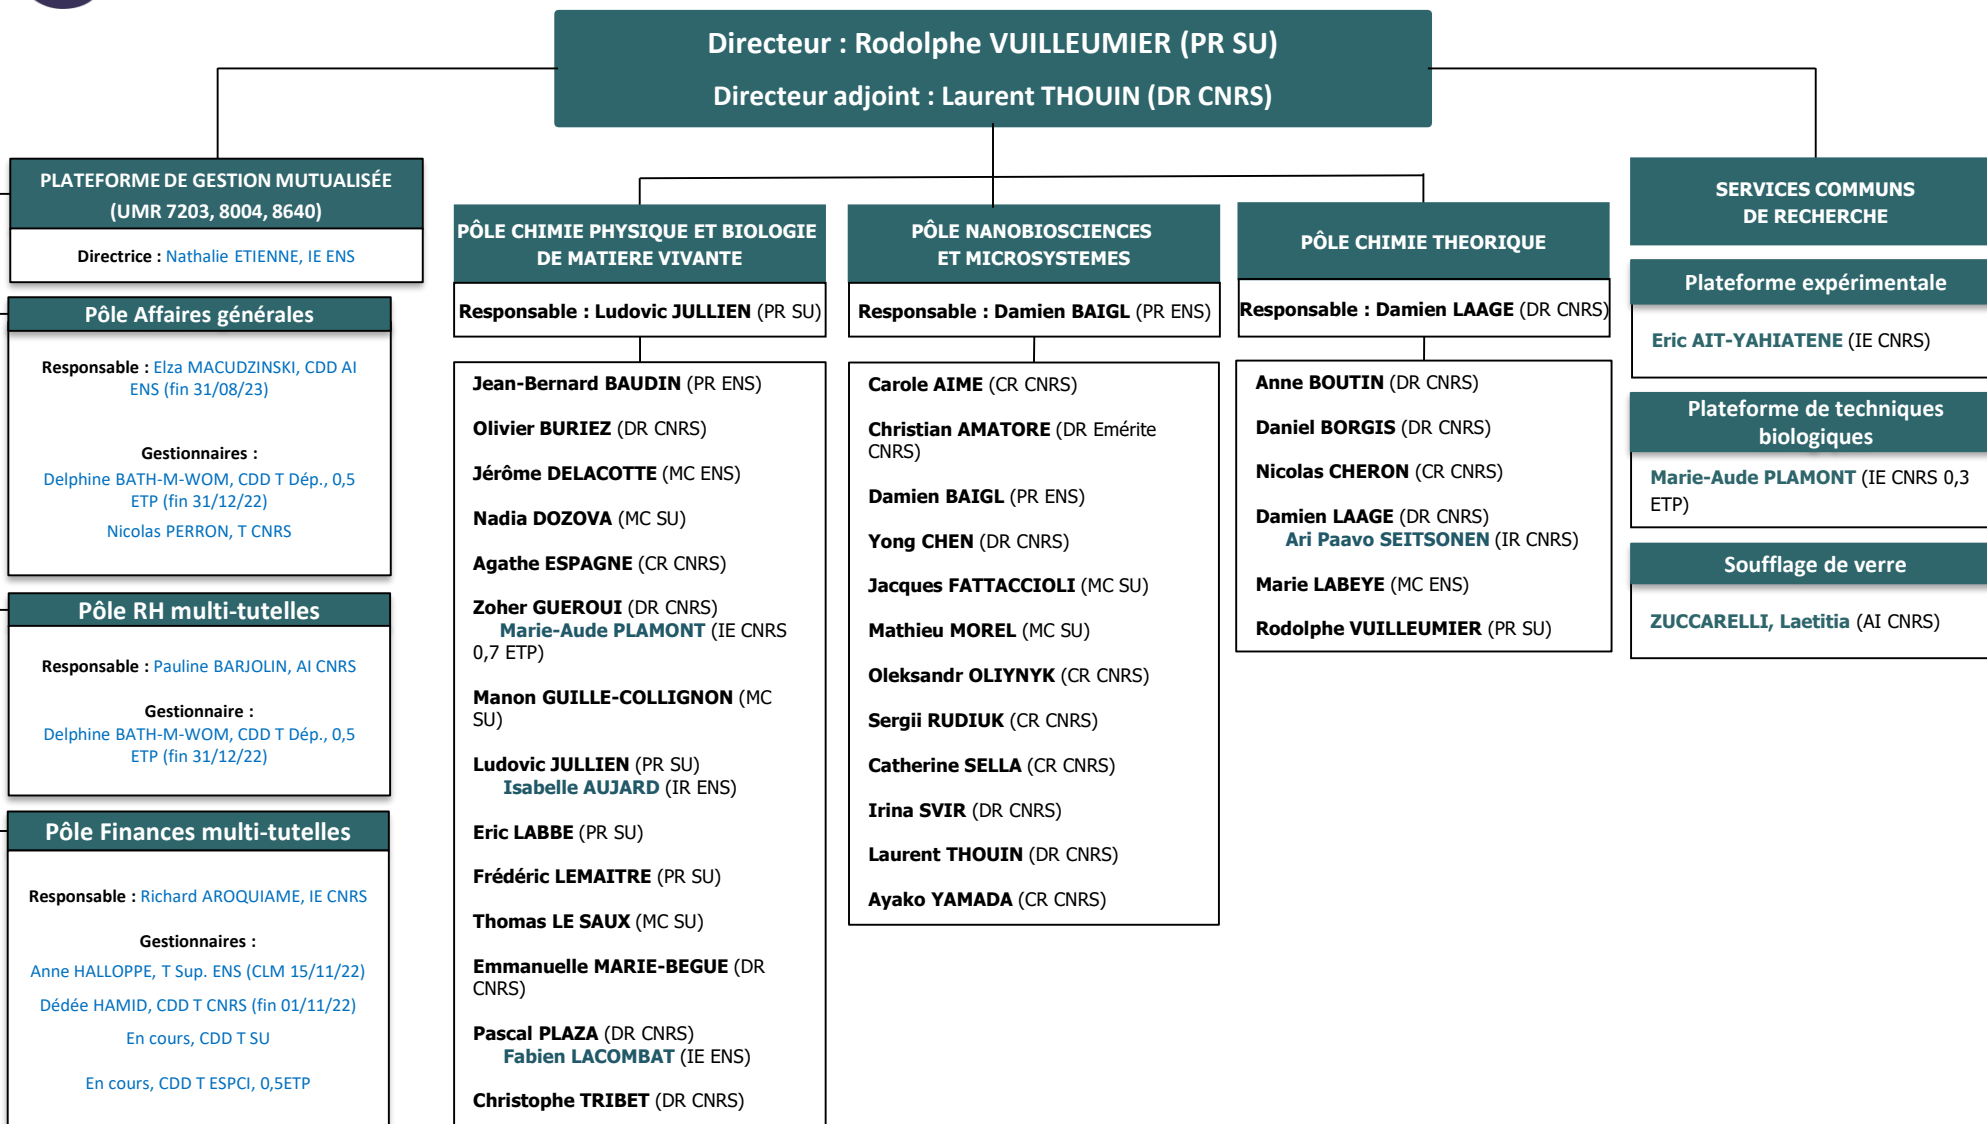 Directeur : Rodolphe VUILLEUMIER (PR SU)
Directeur adjoint : Laurent THOUIN (DR CNRS)
PLATEFORME DE GESTION MUTUALISÉE
(UMR 7203, 8004, 8640)
Directrice : Nathalie ETIENNE, IE ENS
Pôle Affaires générales
Responsable : Elza MACUDZINSKI, CDD AI
ENS (fin 31/08/23)
Gestionnaires :
Delphine BATH-M-WOM, CDD T Dép., 0,5
ETP (fin 31/12/22)
Nicolas PERRON, T CNRS
Pôle RH multi-tutelles
Responsable : Pauline BARJOLIN, AI CNRS
Gestionnaire :
Delphine BATH-M-WOM, CDD T Dép., 0,5
ETP (fin 31/12/22)
Pôle Finances multi-tutelles
Responsable : Richard AROQUIAME, IE CNRS
Gestionnaires :
Anne HALLOPPE, T Sup. ENS (CLM 15/11/22)
Dédée HAMID, CDD T CNRS (fin 01/11/22)
En cours, CDD T SU
En cours, CDD T ESPCI, 0,5ETP
PÔLE CHIMIE PHYSIQUE ET BIOLOGIE
DE MATIERE VIVANTE
Responsable : Ludovic JULLIEN (PR SU)
Jean-Bernard BAUDIN (PR ENS)
Olivier BURIEZ (DR CNRS)
Jérôme DELACOTTE (MC ENS)
Nadia DOZOVA (MC SU)
Agathe ESPAGNE (CR CNRS)
Zoher GUEROUI (DR CNRS)
Marie-Aude PLAMONT (IE CNRS
0,7 ETP)
Manon GUILLE-COLLIGNON (MC
SU)
Ludovic JULLIEN (PR SU)
Isabelle AUJARD (IR ENS)
Eric LABBE (PR SU)
Frédéric LEMAITRE (PR SU)
Thomas LE SAUX (MC SU)
Emmanuelle MARIE-BEGUE (DR
CNRS)
Pascal PLAZA (DR CNRS)
Fabien LACOMBAT (IE ENS)
Christophe TRIBET (DR CNRS)
PÔLE NANOBIOSCIENCES
ET MICROSYSTEMES
Responsable : Damien BAIGL (PR ENS)
Carole AIME (CR CNRS)
Christian AMATORE (DR Emérite
CNRS)
Damien BAIGL (PR ENS)
Yong CHEN (DR CNRS)
Jacques FATTACCIOLI (MC SU)
Mathieu MOREL (MC SU)
Oleksandr OLIYNYK (CR CNRS)
Sergii RUDIUK (CR CNRS)
Catherine SELLA (CR CNRS)
Irina SVIR (DR CNRS)
Laurent THOUIN (DR CNRS)
Ayako YAMADA (CR CNRS)
PÔLE CHIMIE THEORIQUE
Responsable : Damien LAAGE (DR CNRS)
Anne BOUTIN (DR CNRS)
Daniel BORGIS (DR CNRS)
Nicolas CHERON (CR CNRS)
Damien LAAGE (DR CNRS)
Ari Paavo SEITSONEN (IR CNRS)
Marie LABEYE (MC ENS)
Rodolphe VUILLEUMIER (PR SU)
SERVICES COMMUNS
DE RECHERCHE
Plateforme expérimentale
Eric AIT-YAHIATENE (IE CNRS)
Plateforme de techniques
biologiques
Marie-Aude PLAMONT (IE CNRS 0,3
ETP)
Soufflage de verre
ZUCCARELLI, Laetitia (AI CNRS)